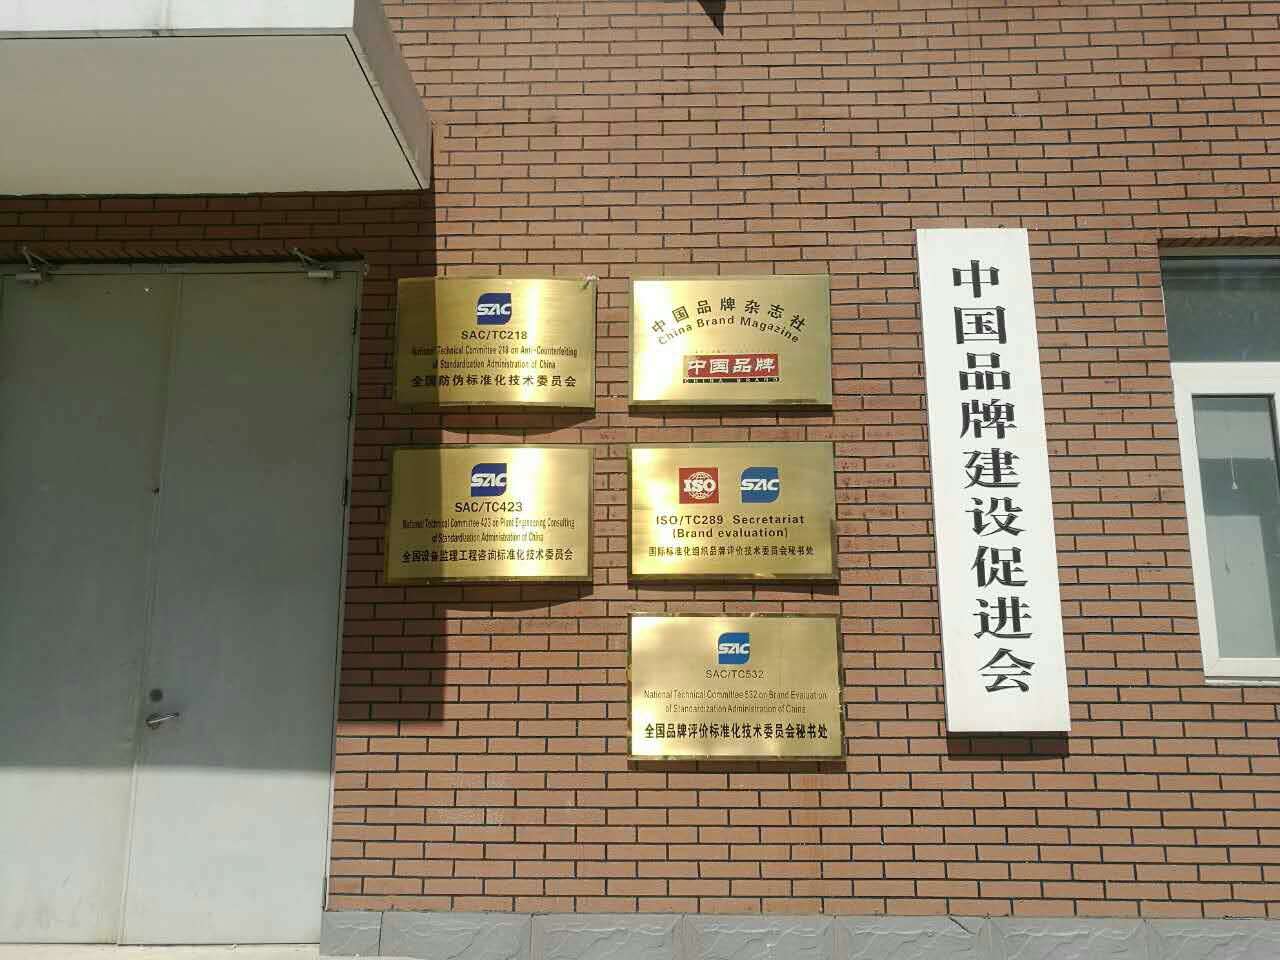 SAC
SAC/TC218
National Technical Committee 218 on Anti-Counterfeiting
of Standardization Administration of China
全国防伪标准化技术委员会
中国品牌杂志社
China Brand Magazine
中国品牌
CHINA BRAND
SAC
SAC/TC423
National Technical Committee 423 on Plant Engineering Consulting
of Standardization Administration of China
全国设备监理工程咨询标准化技术委员会
ISO
SAC
ISO/TC289 Secretariat
(Brand evaluation)
国际标准化组织品牌评价技术委员会秘书处
SAC
SAC/TC532
National Technical Committee 532 on Brand Evaluation
of Standardization Administration of China
全国品牌评价标准化技术委员会秘书处
中国品牌建设促进会